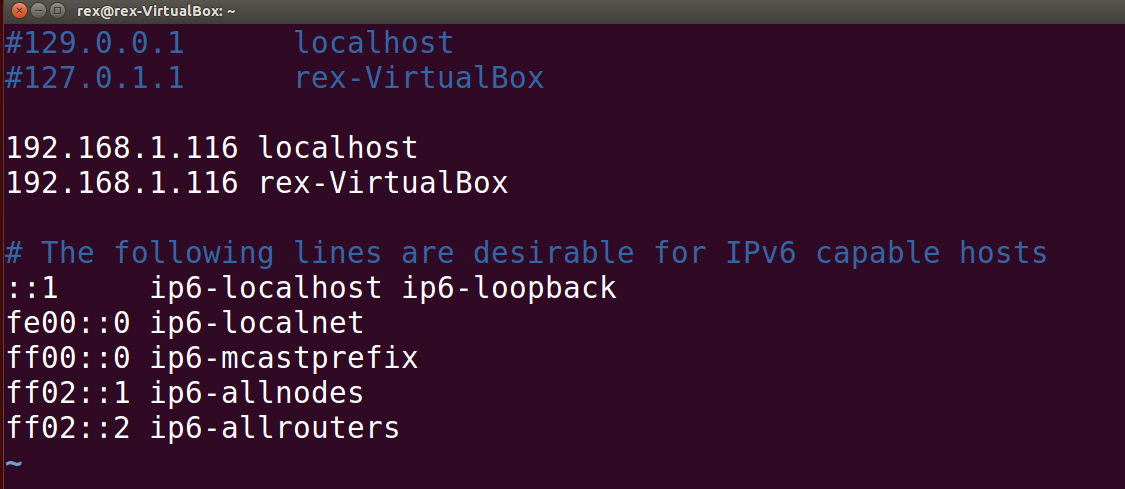 rex@rex-VirtualBox: ~
#129.0.0.1      localhost
#127.0.1.1      rex-VirtualBox
192.168.1.116 localhost
192.168.1.116 rex-VirtualBox
# The following lines are desirable for IPv6 capable hosts
::1     ip6-localhost ip6-loopback
fe00::0 ip6-localnet
ff00::0 ip6-mcastprefix
ff02::1 ip6-allnodes
ff02::2 ip6-allrouters
~